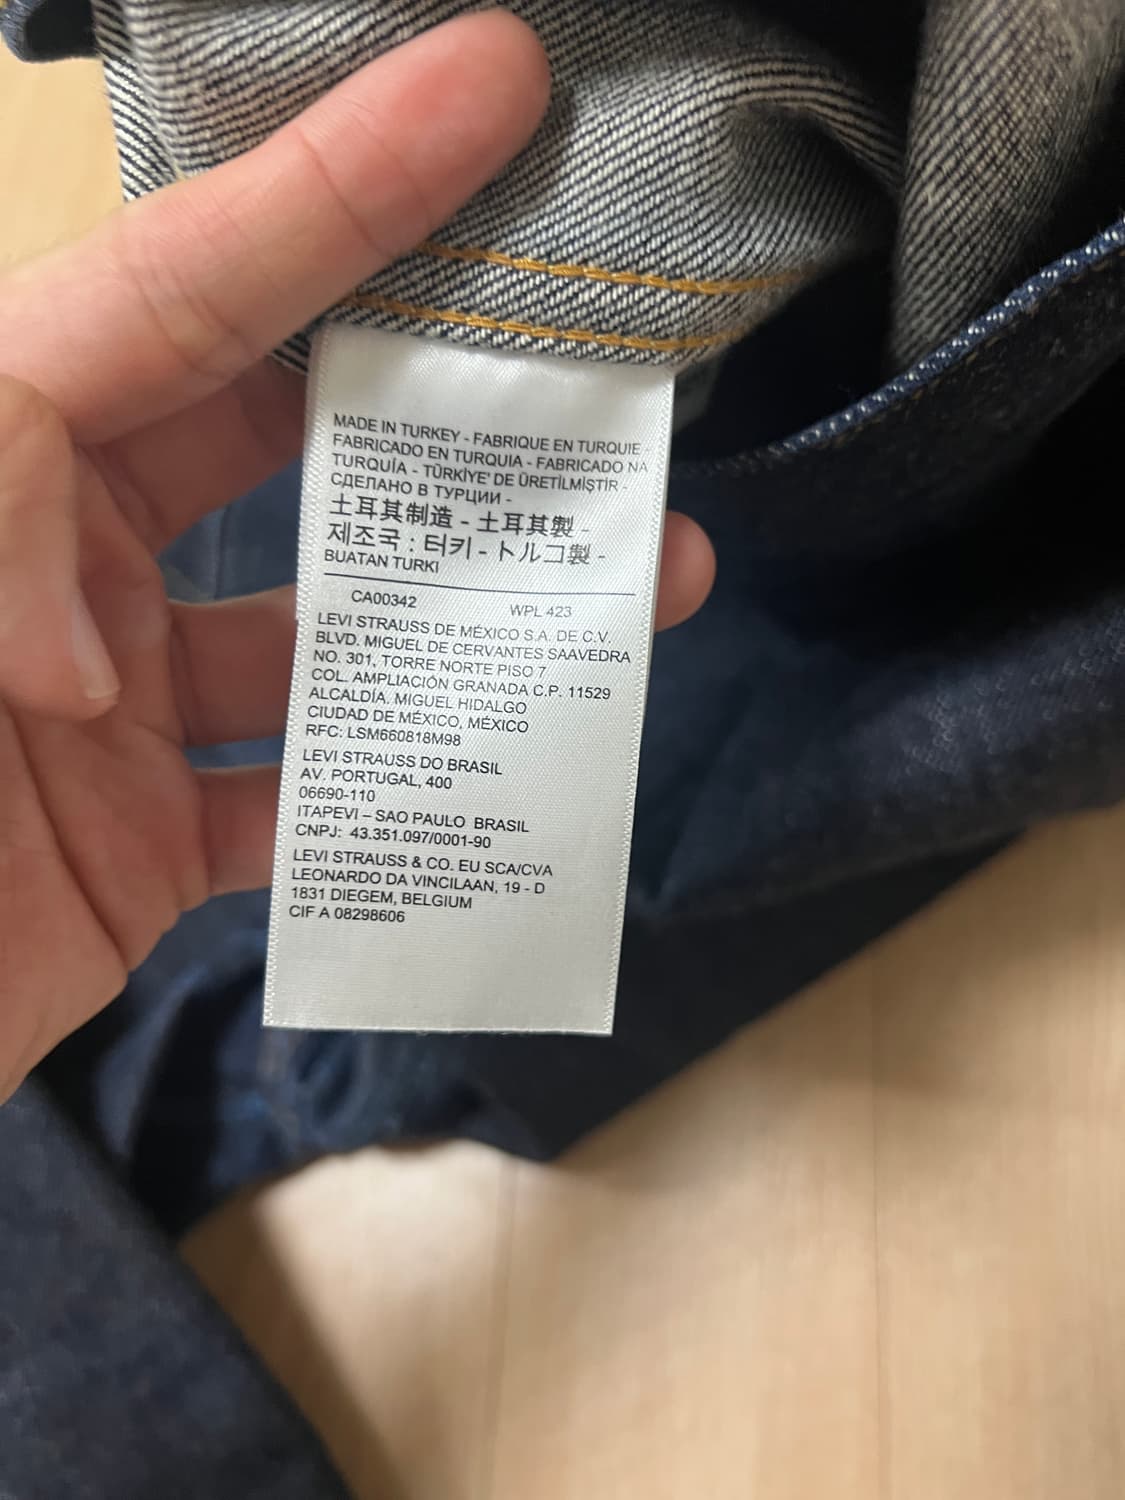 MADE IN TURKEY - FABRIQUE EN TURQUIE -
FABRICADO EN TURQUIA - FABRICADO NA
TURQUÍA - TÜRKİYE' DE ÜRETİLMİŞTİR -
СДЕЛАНО В ТУРЦИИ -
土耳其制造 - 土耳其製 -
제조국 : 터키 - トルコ製 -
BUATAN TURKI
CA00342 WPL 423
LEVI STRAUSS DE MÉXICO S.A. DE C.V.
BLVD. MIGUEL DE CERVANTES SAAVEDRA
NO. 301, TORRE NORTE PISO 7
COL. AMPLIACIÓN GRANADA C.P. 11529
ALCALDÍA. MIGUEL HIDALGO
CIUDAD DE MÉXICO, MÉXICO
RFC: LSM660818M98
LEVI STRAUSS DO BRASIL
AV. PORTUGAL, 400
06690-110
ITAPEVI – SAO PAULO BRASIL
CNPJ: 43.351.097/0001-90
LEVI STRAUSS & CO. EU SCA/CVA
LEONARDO DA VINCILAAN, 19 - D
1831 DIEGEM, BELGIUM
CIF A 08298606